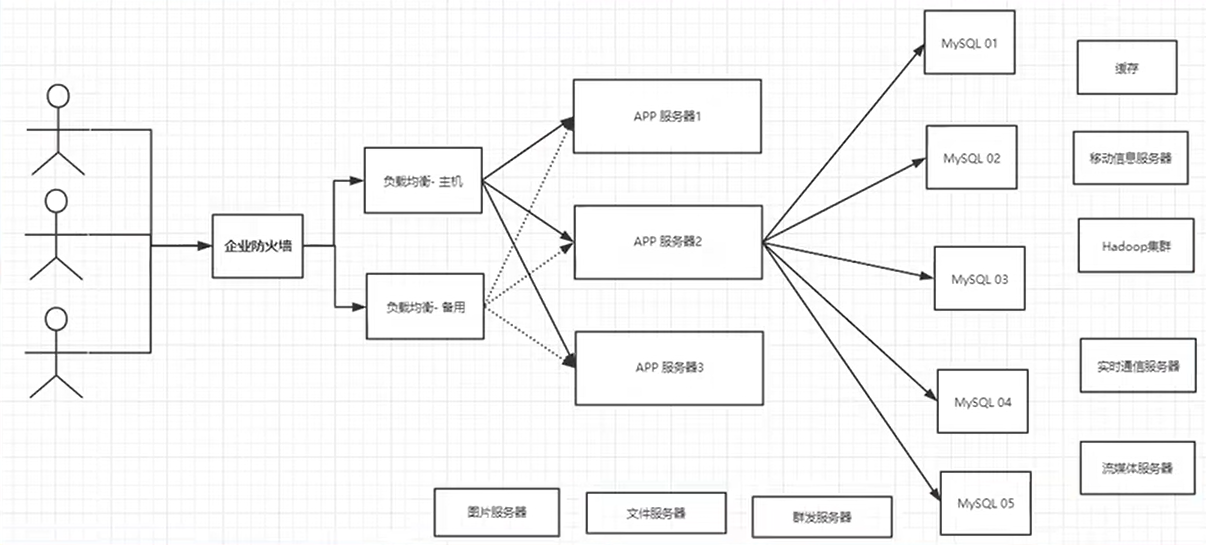 企业防火墙
负载均衡- 主机
负载均衡- 备用
APP 服务器1
APP 服务器2
APP 服务器3
MySQL 01
MySQL 02
MySQL 03
MySQL 04
MySQL 05
缓存
移动信息服务器
Hadoop集群
实时通信服务器
流媒体服务器
图片服务器
文件服务器
群发服务器